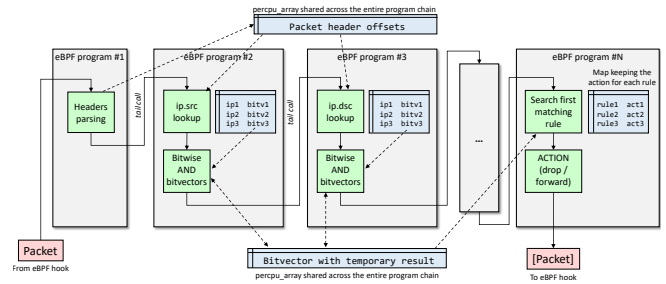 percpu_array shared across the entire program chain
Packet header offsets
eBPF program #1
eBPF program #2
eBPF program #3
eBPF program #N
Map keeping the
action for each rule
Headers
parsing
tail call
ip.src
lookup
ip1 bitv1
ip2 bitv2
ip3 bitv3
tail call
ip.dsc
lookup
ip1 bitv1
ip2 bitv2
ip3 bitv3
...
Search first
matching
rule
rule1 act1
rule2 act2
rule3 act3
Bitwise
AND
bitvectors
Bitwise
AND
bitvectors
ACTION
(drop /
forward)
Packet
From eBPF hook
Bitvector with temporary result
percpu_array shared across the entire program chain
[Packet]
To eBPF hook